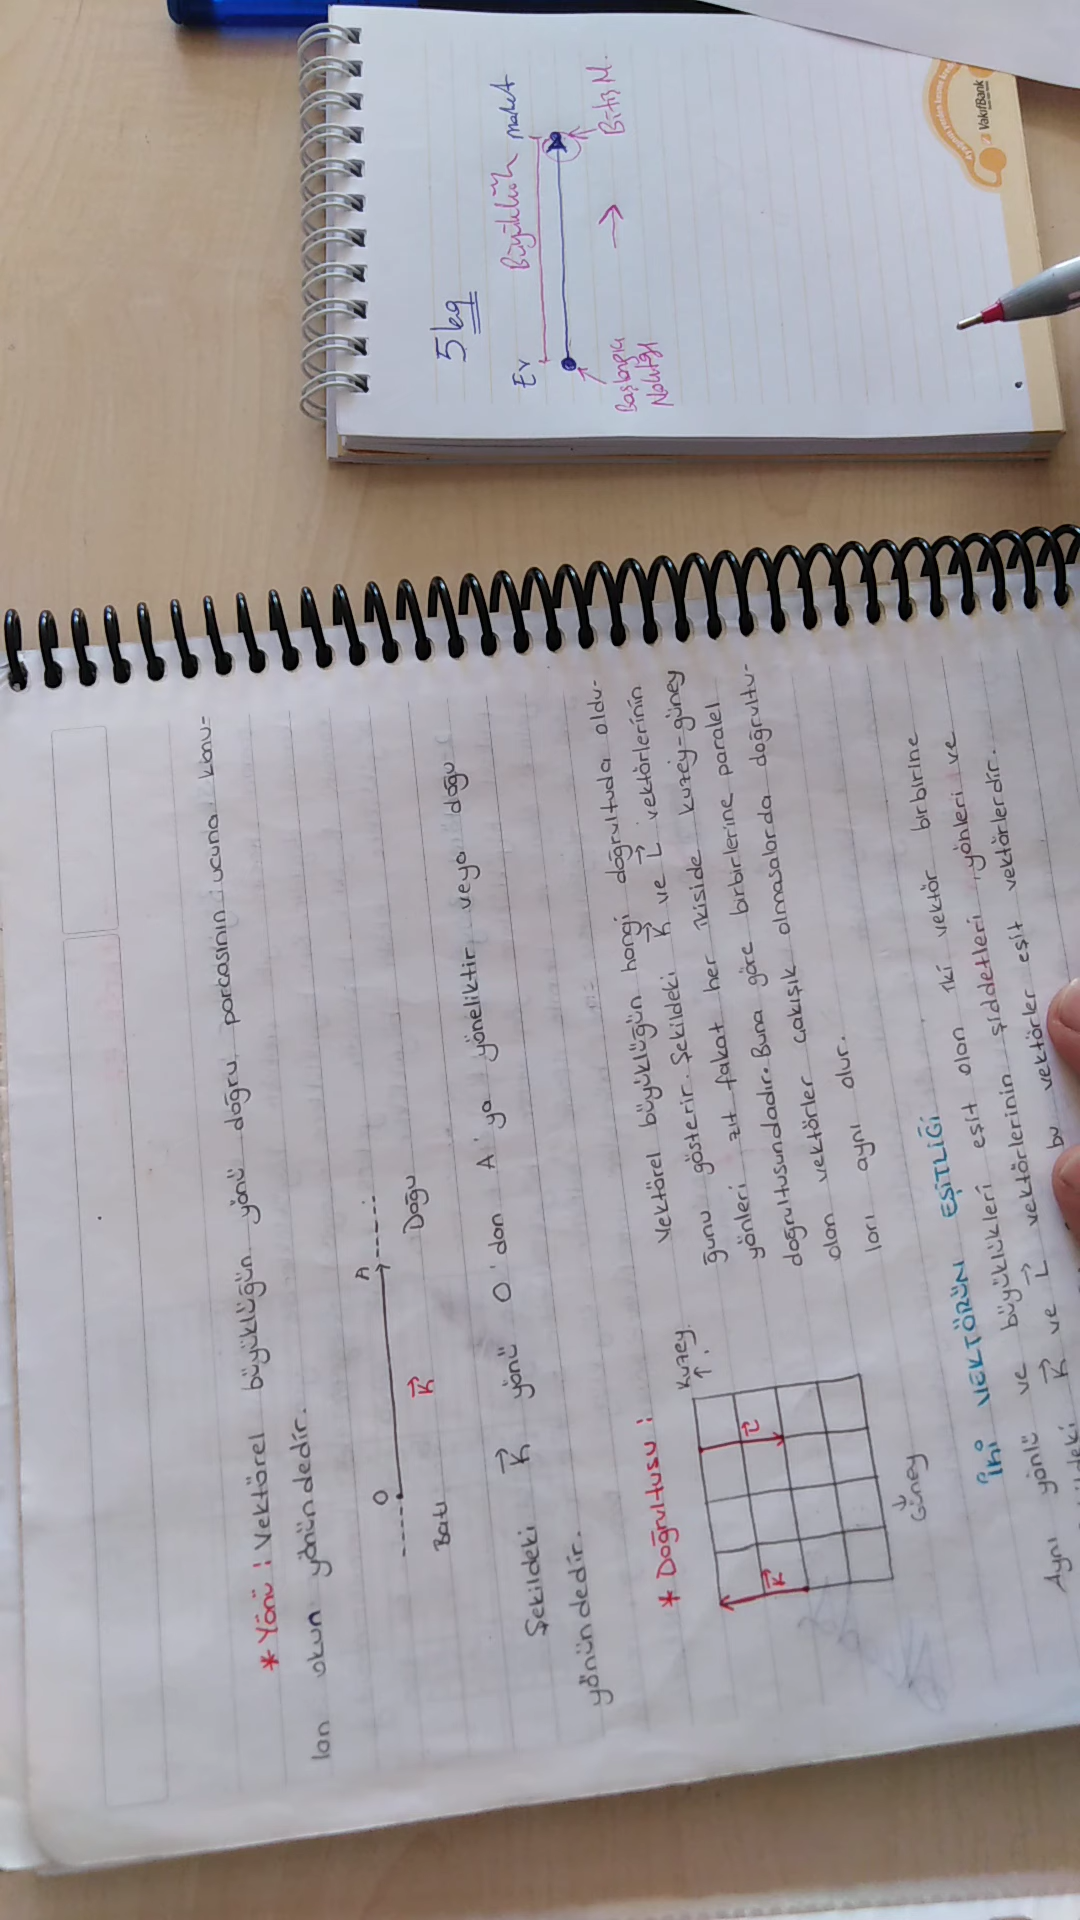 5 kg
Ev
Büyüklük
market
Başlangıç
Noktası
→
Bitiş N.
VakıfBank
* Yönü : Vektörel büyüklüğün yönü doğru parçasının ucuna konu-
lan okun yönündedir.
O
A
Batı
K
Doğu
Şekildeki K yönü O'dan A'ya yöneliktir veya doğu
yönündedir.
* Doğrultusu :
Vektörel büyüklüğün hangi doğrultuda oldu-
ğunu gösterir. Şekildeki K ve L vektörlerinin
yönleri zıt fakat her ikiside kuzey-güney
doğrultusundadır. Buna göre birbirlerine paralel
olan vektörler çakışık olmasalarda doğrultu-
ları aynı olur.
Kuzey
↑
K
L
↓
Güney
İKİ VEKTÖRÜN EŞİTLİĞİ
Aynı yönlü ve büyüklükleri eşit olan iki vektör birbirine
K ve L vektörlerinin şiddetleri, yönleri ve
bu vektörler eşit vektörlerdir.